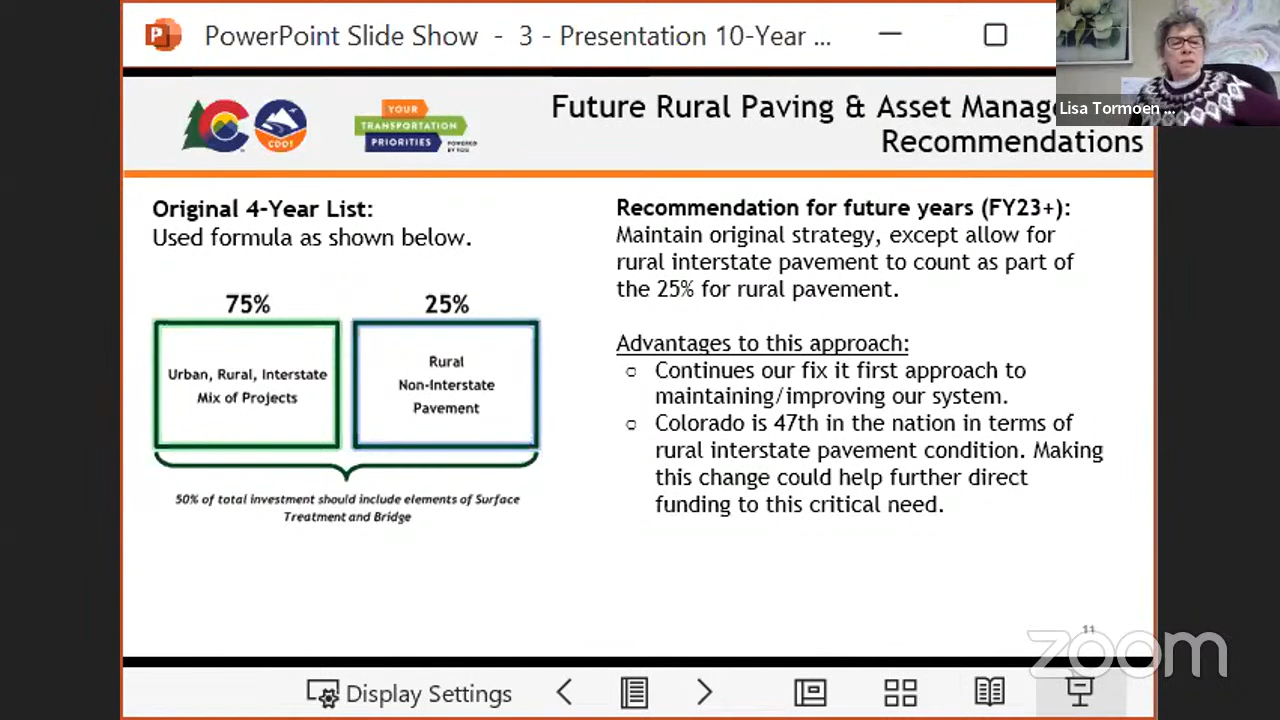 PowerPoint Slide Show - 3 - Presentation 10-Year ...
Lisa Tormoen ...
CDOT
YOUR
TRANSPORTATION
PRIORITIES
POWERED
BY YOU
Future Rural Paving & Asset Manage
Recommendations
Original 4-Year List:
Used formula as shown below.
75%
25%
Urban, Rural, Interstate
Mix of Projects
Rural
Non-Interstate
Pavement
50% of total investment should include elements of Surface
Treatment and Bridge
Recommendation for future years (FY23+):
Maintain original strategy, except allow for
rural interstate pavement to count as part of
the 25% for rural pavement.
Advantages to this approach:
Continues our fix it first approach to
maintaining/improving our system.
Colorado is 47th in the nation in terms of
rural interstate pavement condition. Making
this change could help further direct
funding to this critical need.
11
zoom
Display Settings